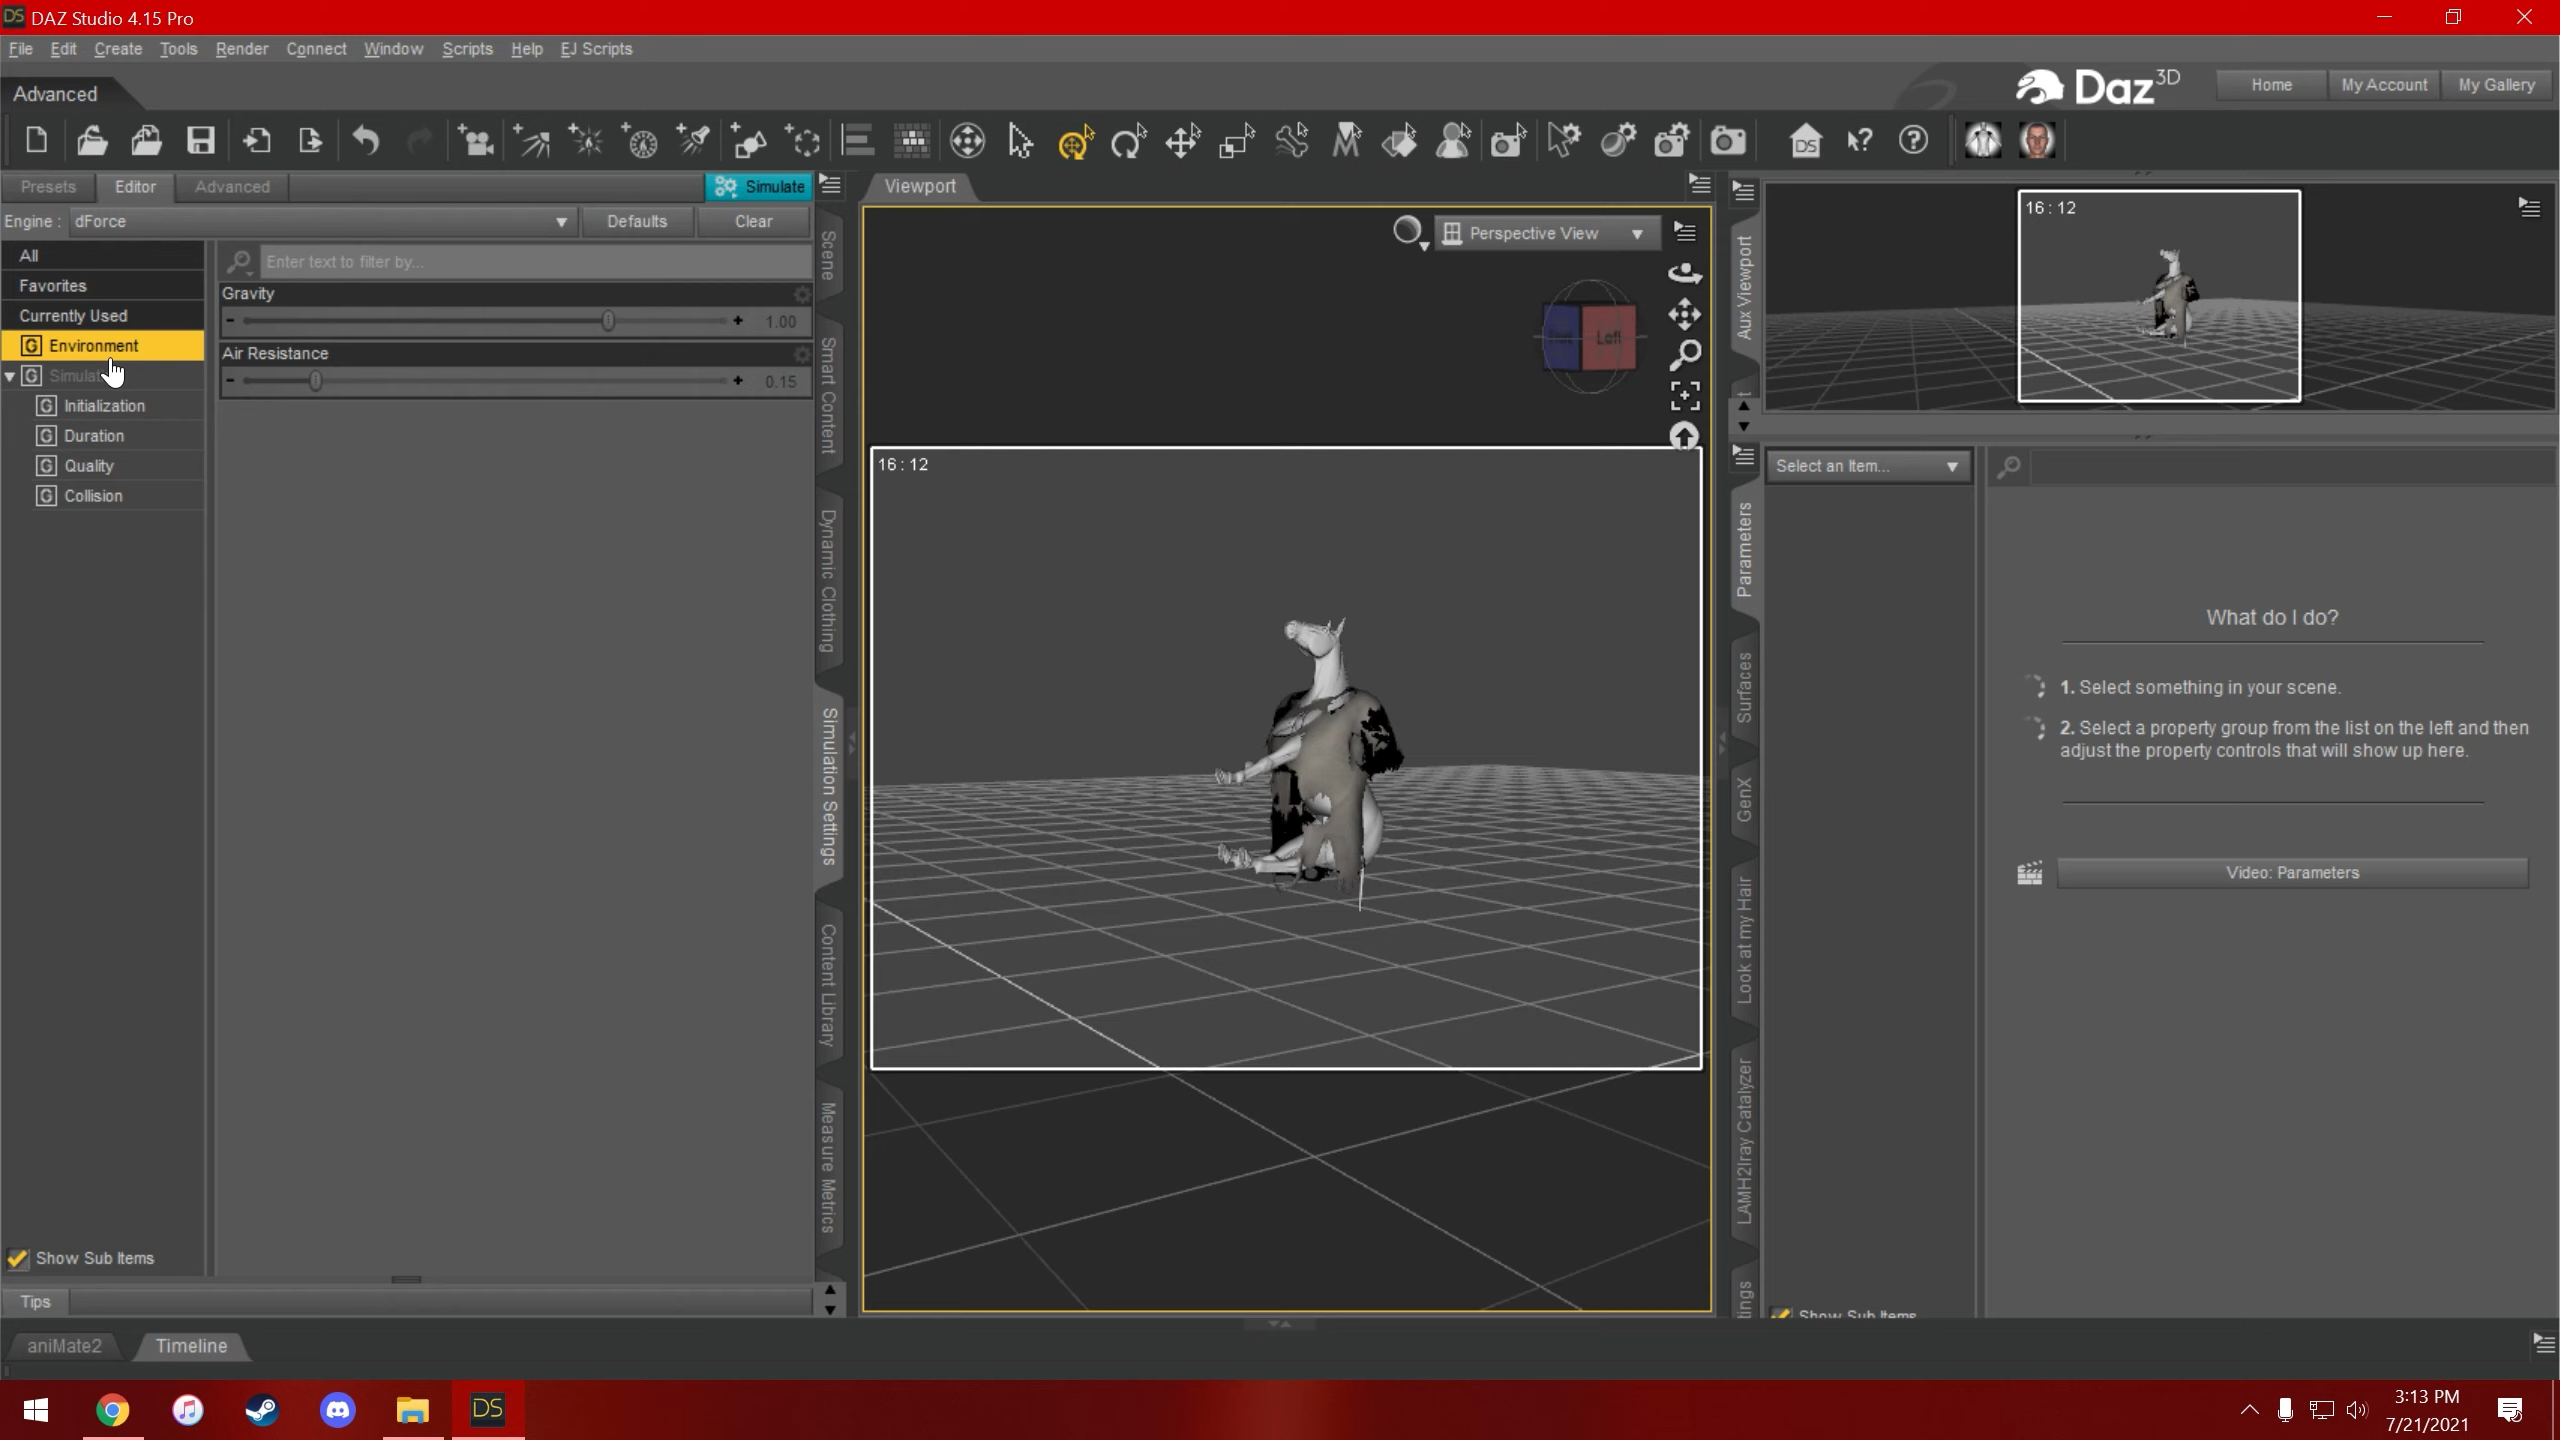 DAZ Studio 4.15 Pro
File Edit Create Tools Render Connect Window Scripts Help EJ Scripts
Advanced
Daz 3D
Home My Account My Gallery
Presets Editor Advanced Simulate
Engine : dForce Defaults Clear
All
Favorites
Currently Used
Environment
Initialization
Duration
Quality
Collision
Enter text to filter by...
Gravity
1.00
Air Resistance
0.15
Show Sub Items
Tips
Scene
Smart Content
Dynamic Clothing
Simulation Settings
Content Library
Measure Metrics
Viewport
Perspective View
Left
16 : 12
Aux Viewport
16 : 12
Parameters
Surfaces
GenX
Look at my Hair
LAMH2Iray Catalyzer
Select an Item...
What do I do?
1. Select something in your scene.
2. Select a property group from the list on the left and then
adjust the property controls that will show up here.
Video: Parameters
Show Sub Items
aniMate2 Timeline
DS
3:13 PM
7/21/2021